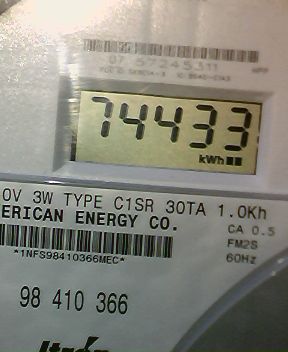 07 57245311
74433
kWh
0V 3W TYPE C1SR 30TA 1.0Kh
ERICAN ENERGY CO.
CA 0.5
FM2S
60Hz
*1NFS98410366MEC*
98 410 366
Itron